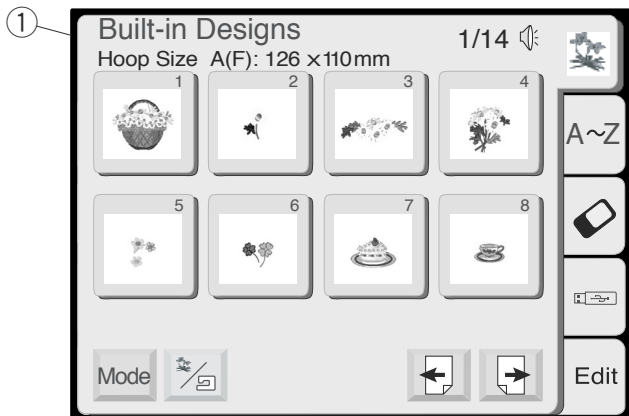 ①
Built-in Designs
1/14
Hoop Size A(F): 126 ×110mm
1
2
3
4
A~Z
5
6
7
8
Mode
Edit